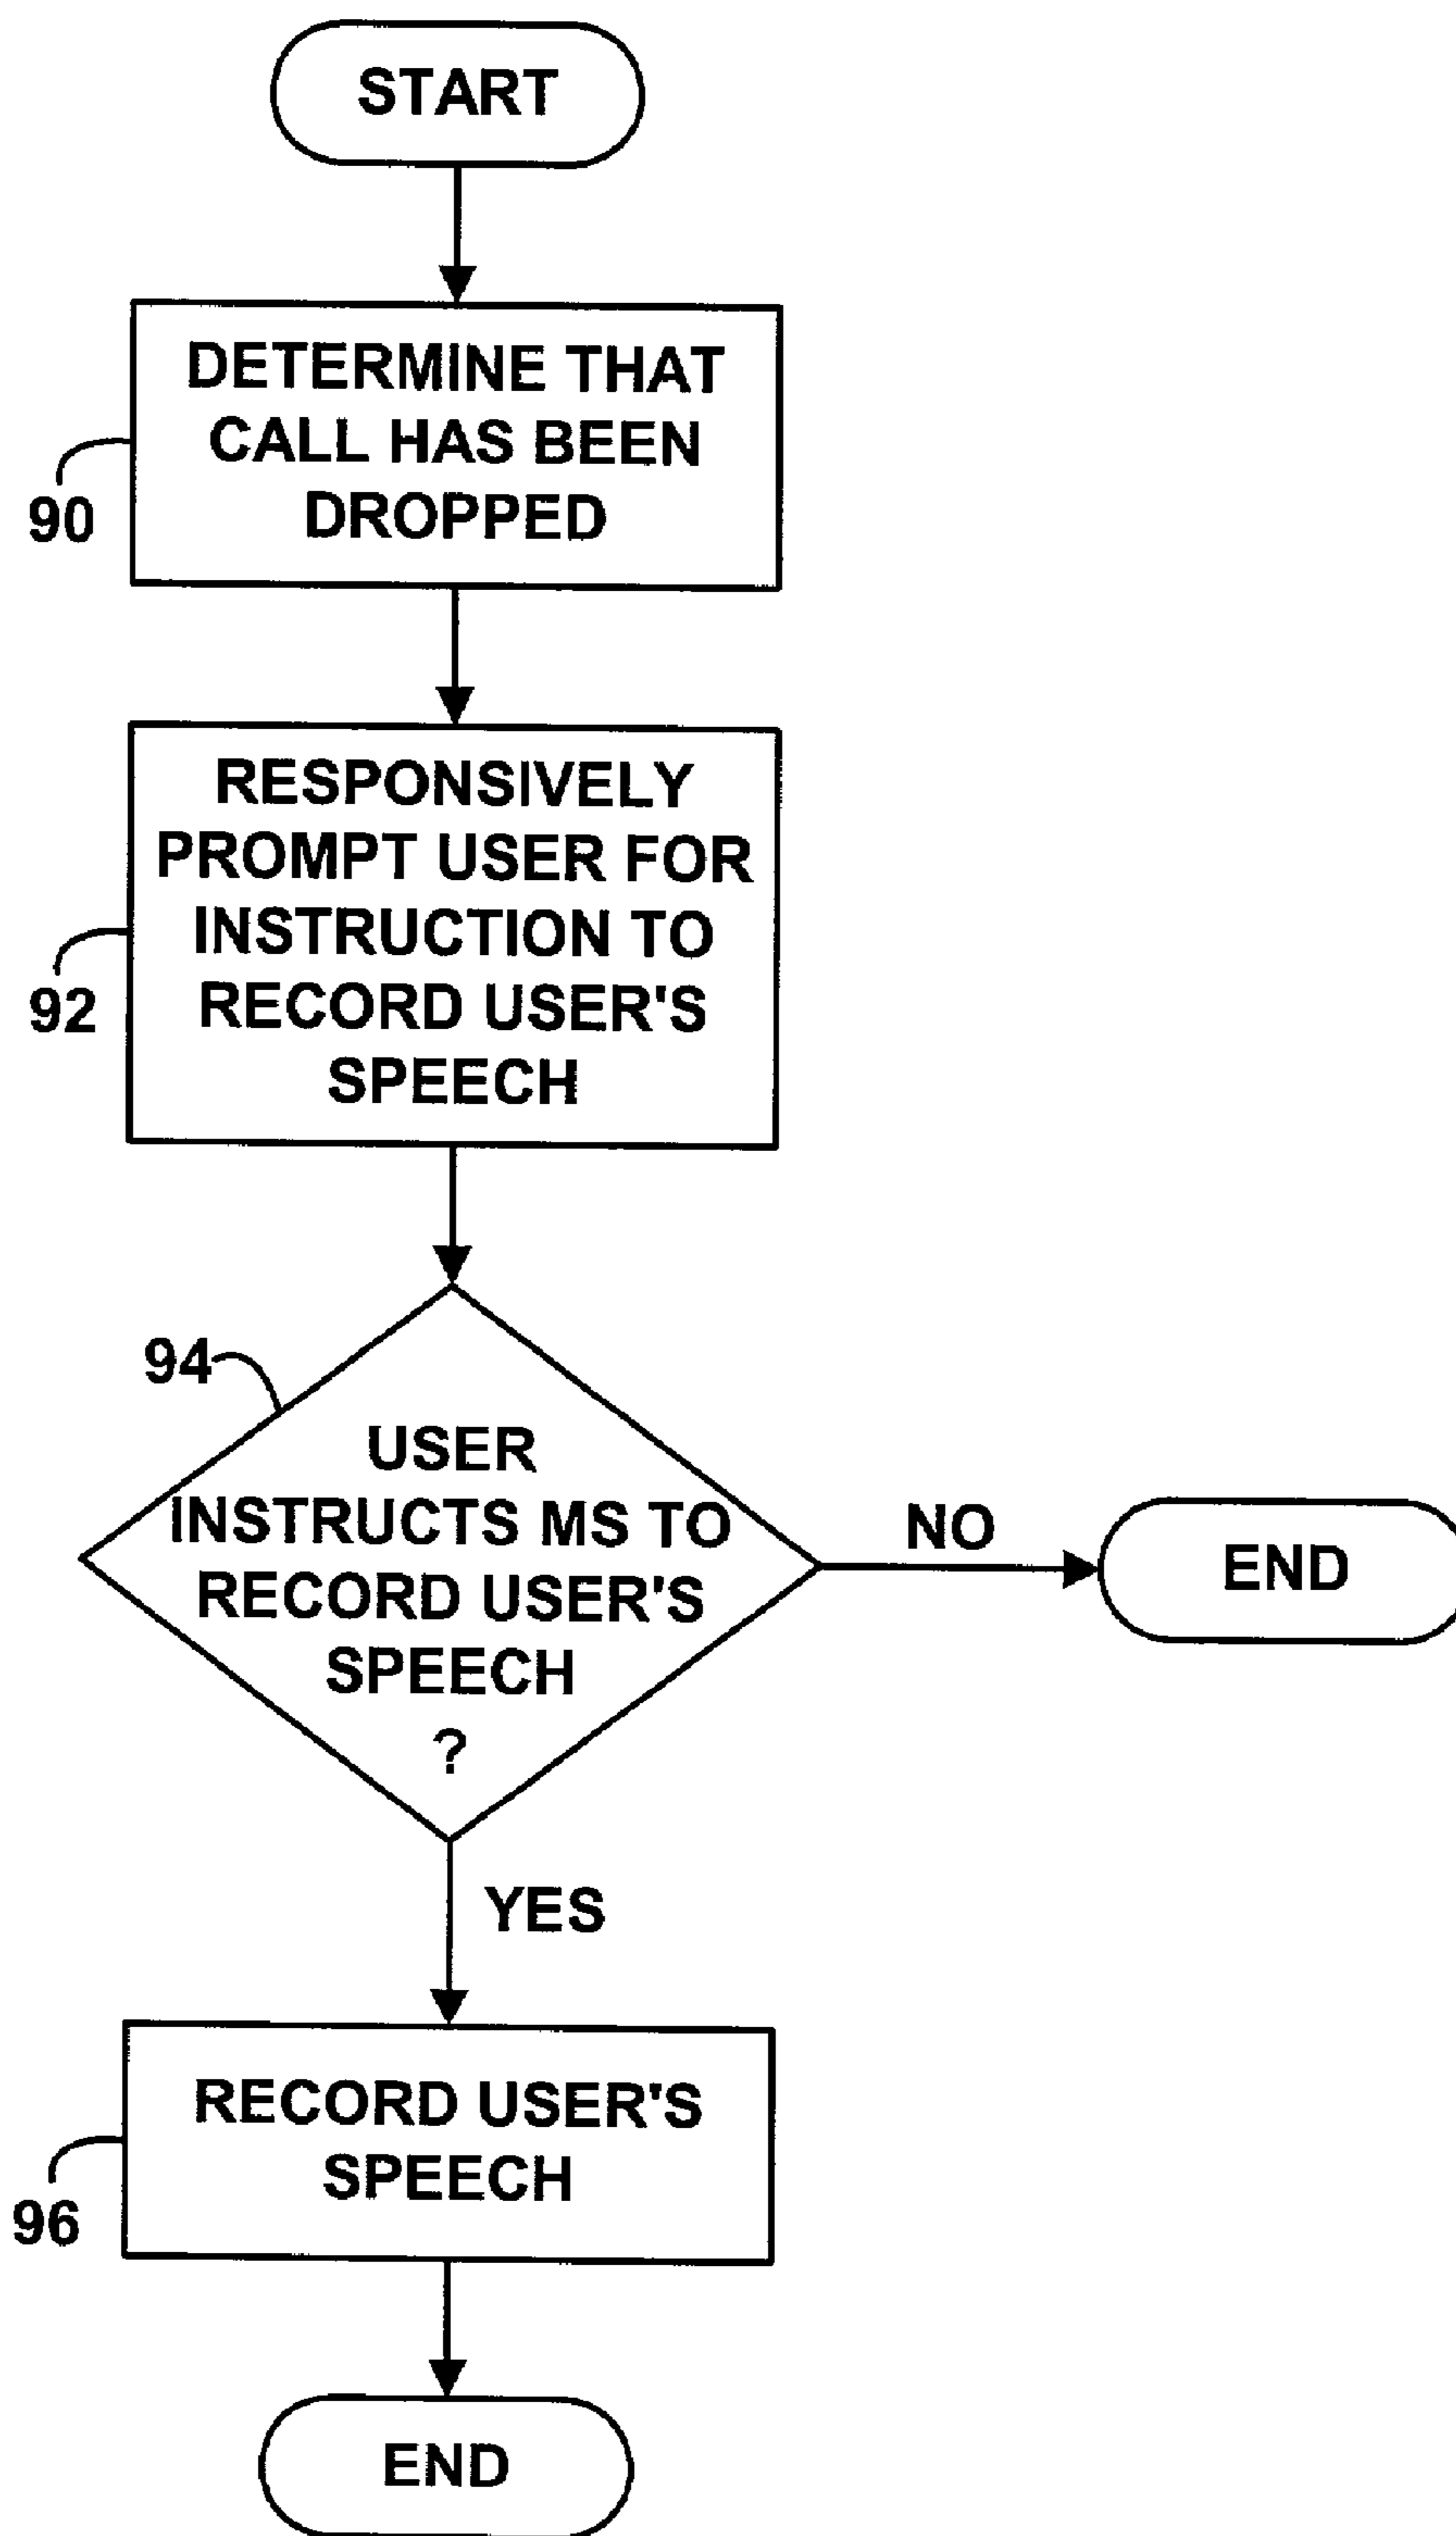 START
DETERMINE THAT
CALL HAS BEEN
DROPPED
90
RESPONSIVELY
PROMPT USER FOR
INSTRUCTION TO
RECORD USER'S
SPEECH
92
94
USER
INSTRUCTS MS TO
RECORD USER'S
SPEECH
?
NO
END
YES
RECORD USER'S
SPEECH
96
END